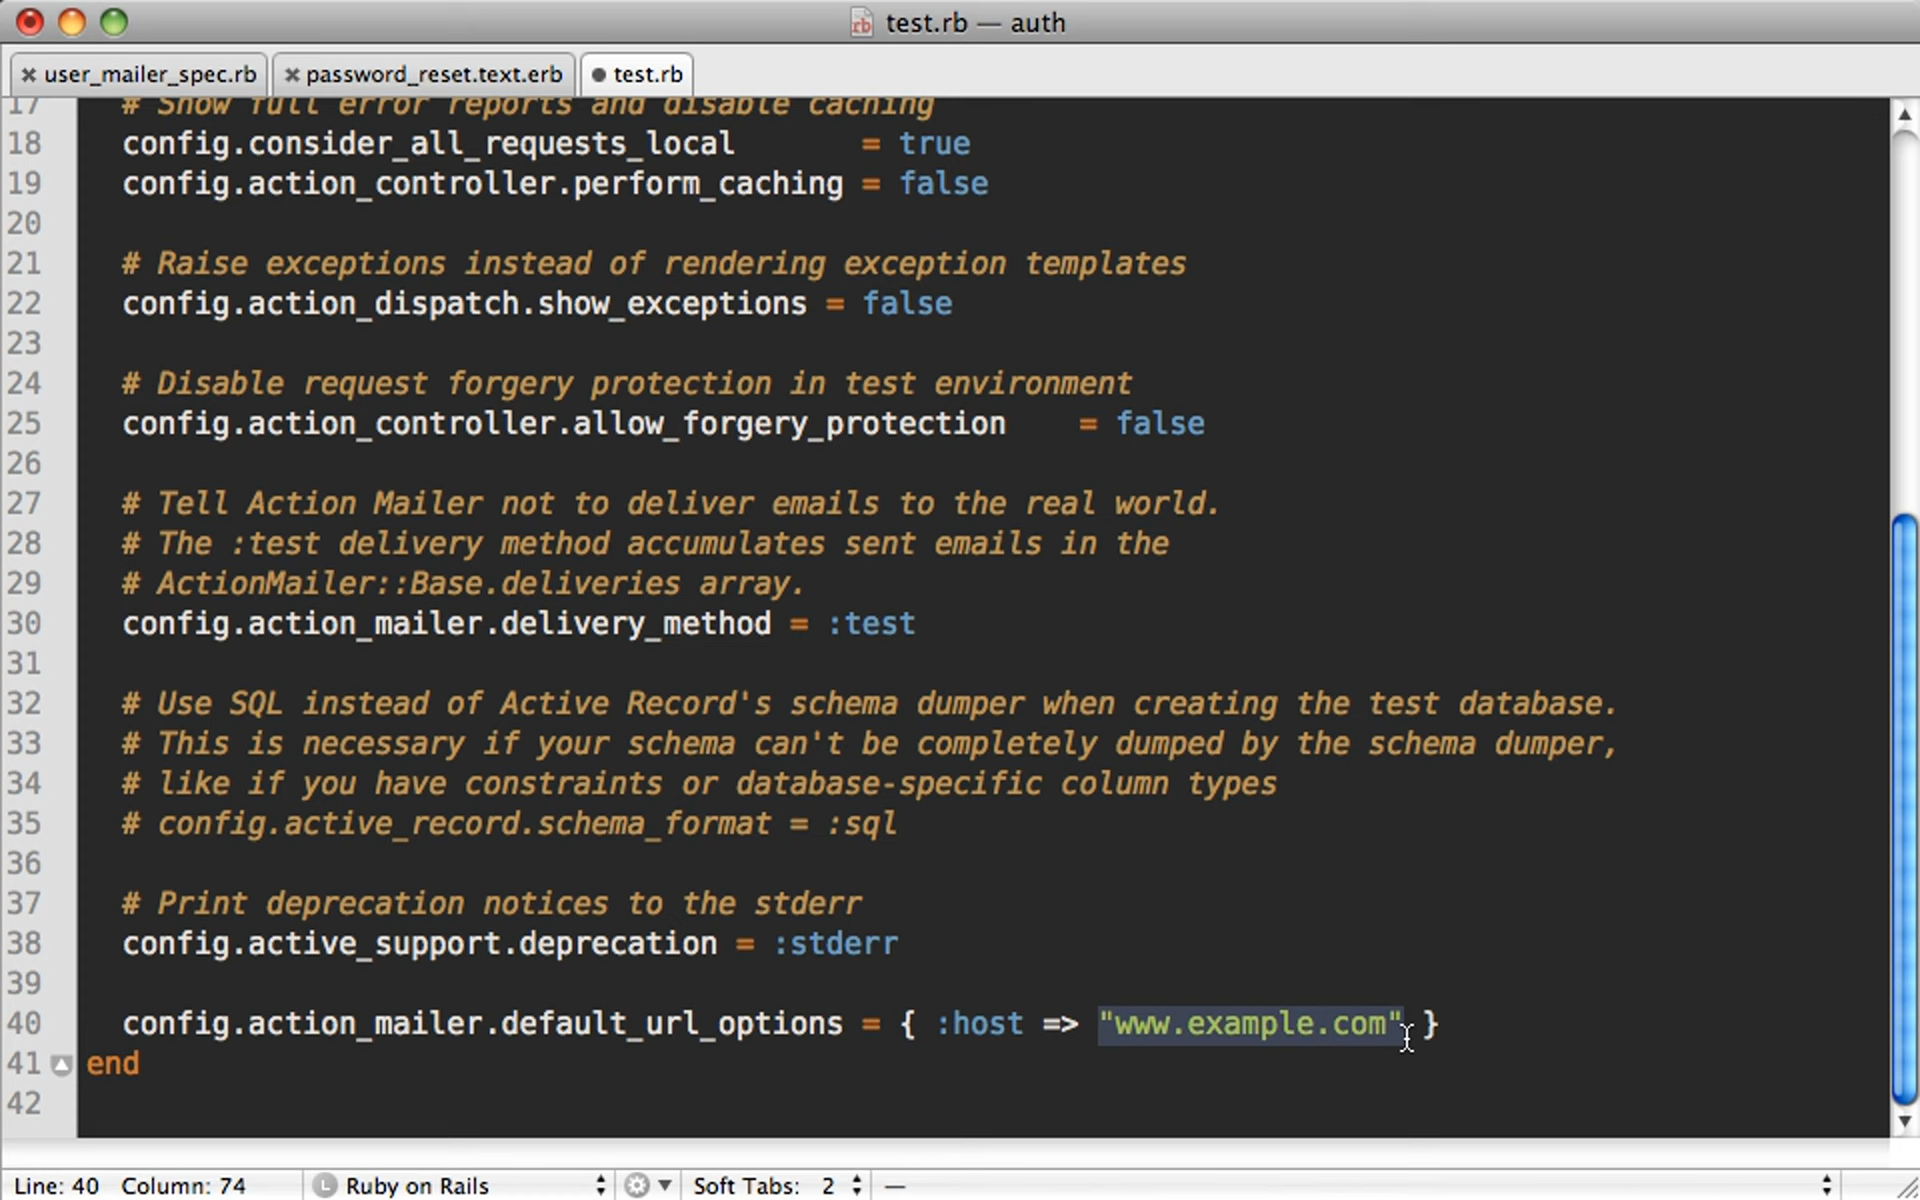 test.rb — auth
user_mailer_spec.rb password_reset.text.erb test.rb
17 # Show full error reports and disable caching
18 config.consider_all_requests_local = true
19 config.action_controller.perform_caching = false
20
21 # Raise exceptions instead of rendering exception templates
22 config.action_dispatch.show_exceptions = false
23
24 # Disable request forgery protection in test environment
25 config.action_controller.allow_forgery_protection = false
26
27 # Tell Action Mailer not to deliver emails to the real world.
28 # The :test delivery method accumulates sent emails in the
29 # ActionMailer::Base.deliveries array.
30 config.action_mailer.delivery_method = :test
31
32 # Use SQL instead of Active Record's schema dumper when creating the test database.
33 # This is necessary if your schema can't be completely dumped by the schema dumper,
34 # like if you have constraints or database-specific column types
35 # config.active_record.schema_format = :sql
36
37 # Print deprecation notices to the stderr
38 config.active_support.deprecation = :stderr
39
40 config.action_mailer.default_url_options = { :host => "www.example.com" }
41 end
42
Line: 40 Column: 74 L Ruby on Rails Soft Tabs: 2 —